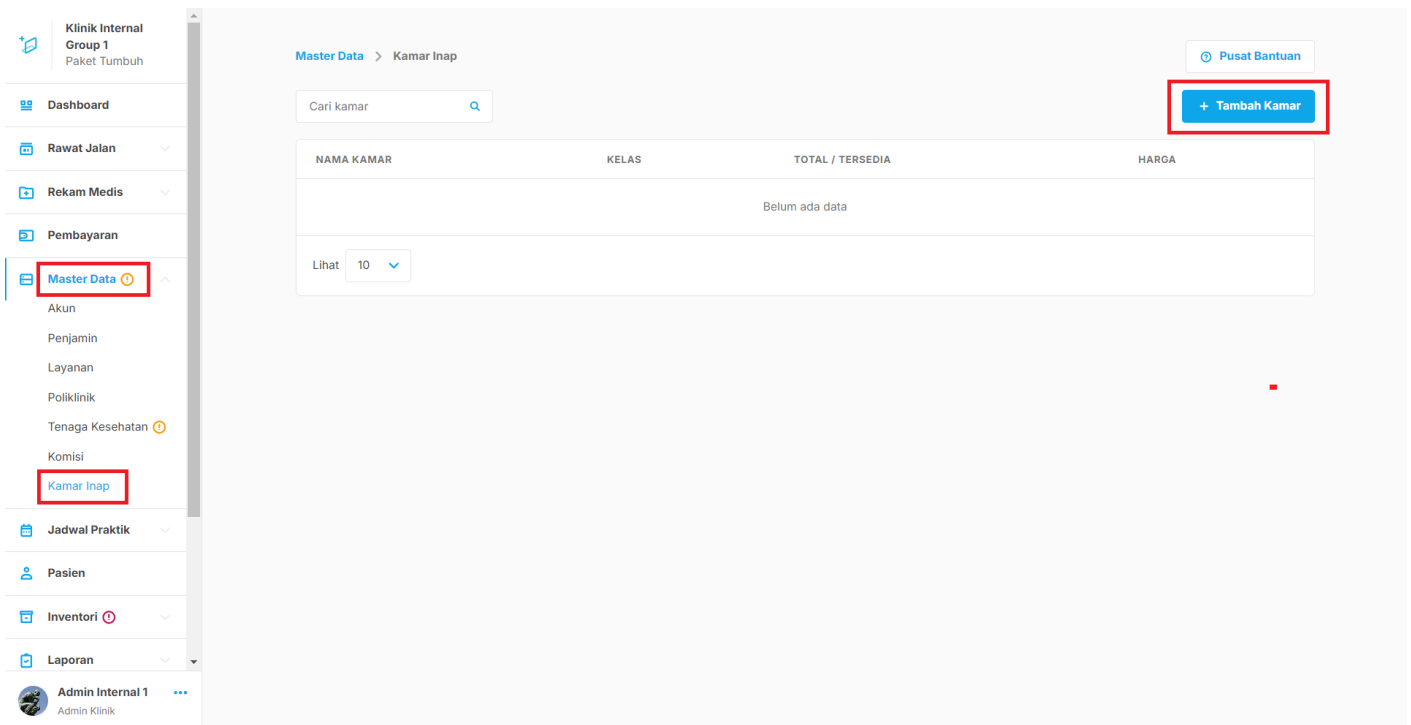 Klinik Internal
Group 1
Paket Tumbuh
Dashboard
Rawat Jalan
Rekam Medis
Pembayaran
Master Data
Akun
Penjamin
Layanan
Poliklinik
Tenaga Kesehatan
Komisi
Kamar Inap
Jadwal Praktik
Pasien
Inventori
Laporan
Admin Internal 1
Admin Klinik
Master Data > Kamar Inap
Pusat Bantuan
Cari kamar
+ Tambah Kamar
NAMA KAMAR KELAS TOTAL / TERSEDIA HARGA
Belum ada data
Lihat 10